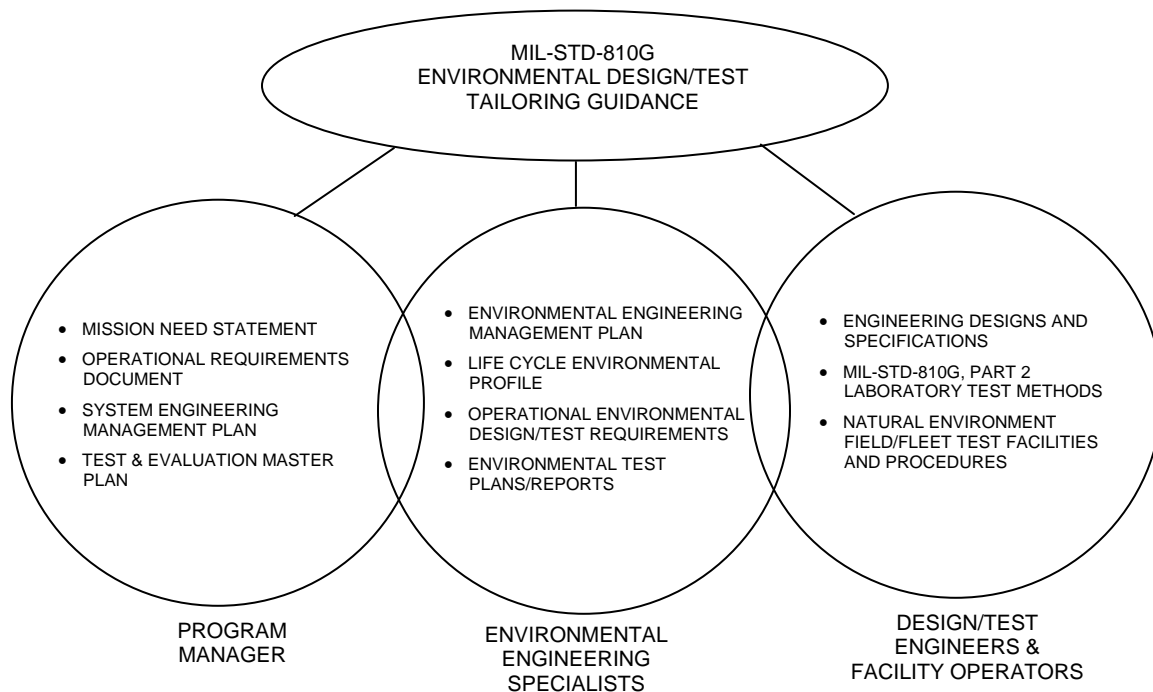 MIL-STD-810G
ENVIRONMENTAL DESIGN/TEST
TAILORING GUIDANCE
• MISSION NEED STATEMENT
• OPERATIONAL REQUIREMENTS
DOCUMENT
• SYSTEM ENGINEERING
MANAGEMENT PLAN
• TEST & EVALUATION MASTER
PLAN
• ENVIRONMENTAL ENGINEERING
MANAGEMENT PLAN
• LIFE CYCLE ENVIRONMENTAL
PROFILE
• OPERATIONAL ENVIRONMENTAL
DESIGN/TEST REQUIREMENTS
• ENVIRONMENTAL TEST
PLANS/REPORTS
• ENGINEERING DESIGNS AND
SPECIFICATIONS
• MIL-STD-810G, PART 2
LABORATORY TEST METHODS
• NATURAL ENVIRONMENT
FIELD/FLEET TEST FACILITIES
AND PROCEDURES
PROGRAM
MANAGER
ENVIRONMENTAL
ENGINEERING
SPECIALISTS
DESIGN/TEST
ENGINEERS &
FACILITY OPERATORS